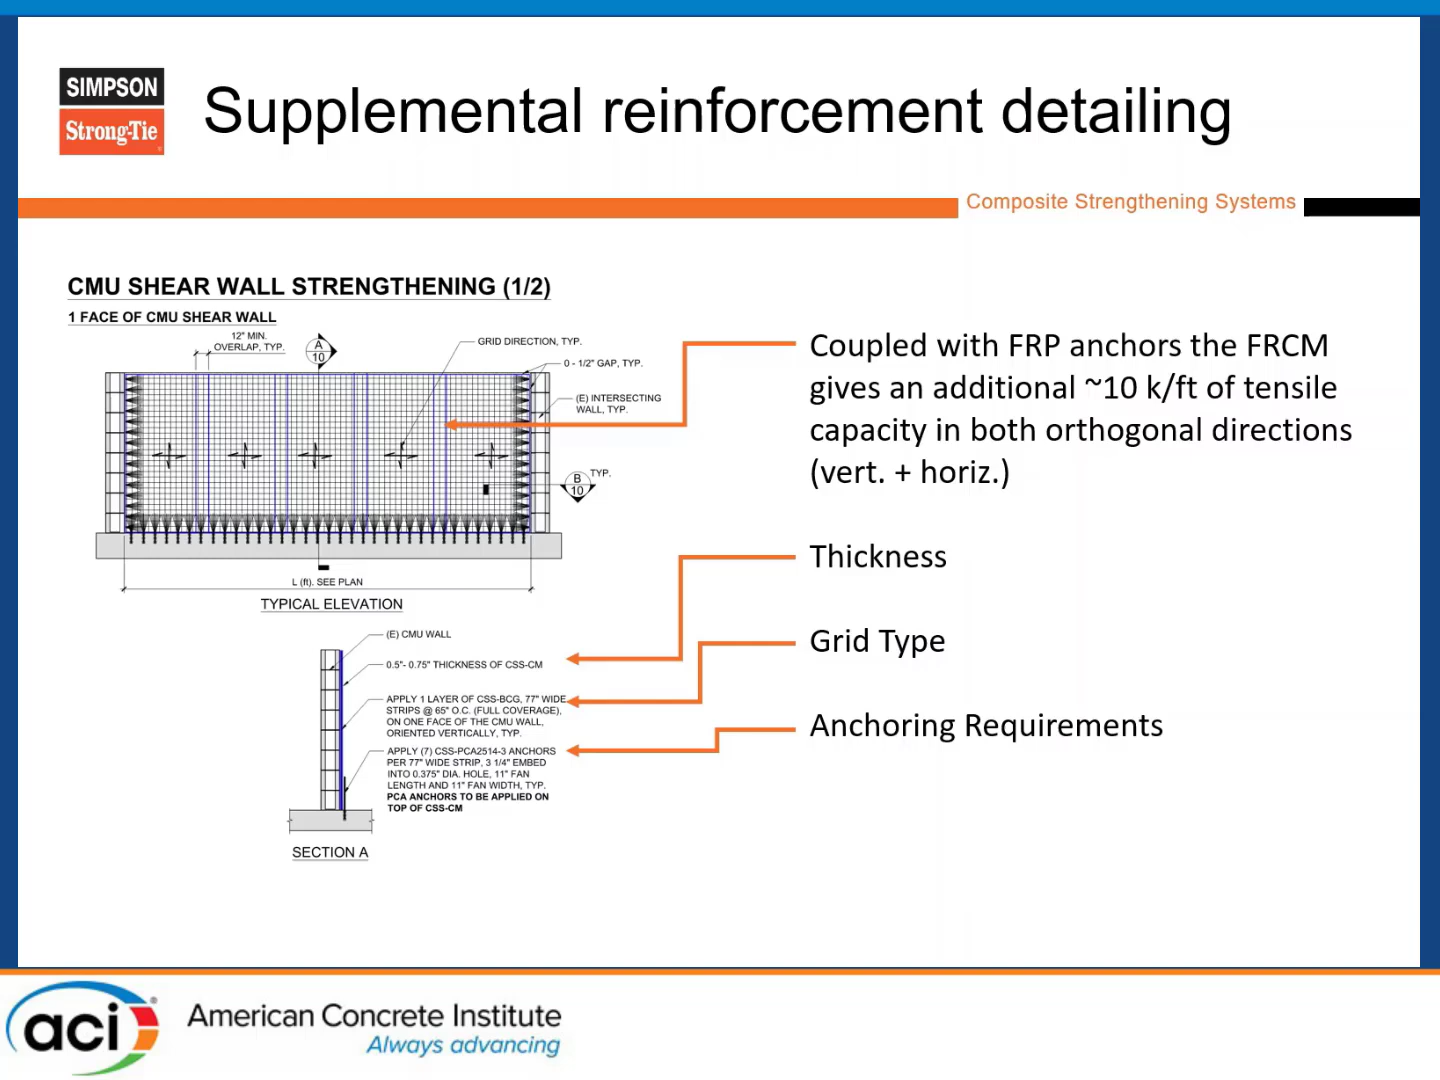 SIMPSON
Strong-Tie
®
Supplemental reinforcement detailing
Composite Strengthening Systems
CMU SHEAR WALL STRENGTHENING (1/2)
1 FACE OF CMU SHEAR WALL
12" MIN.
OVERLAP, TYP.
A
10
GRID DIRECTION, TYP.
0 - 1/2" GAP, TYP.
(E) INTERSECTING
WALL, TYP.
B
10
TYP.
L (ft). SEE PLAN
TYPICAL ELEVATION
(E) CMU WALL
0.5"- 0.75" THICKNESS OF CSS-CM
APPLY 1 LAYER OF CSS-BCG, 77" WIDE
STRIPS @ 65" O.C. (FULL COVERAGE),
ON ONE FACE OF THE CMU WALL,
ORIENTED VERTICALLY, TYP.
APPLY (7) CSS-PCA2514-3 ANCHORS
PER 77" WIDE STRIP, 3 1/4" EMBED
INTO 0.375" DIA. HOLE, 11" FAN
LENGTH AND 11" FAN WIDTH, TYP.
PCA ANCHORS TO BE APPLIED ON
TOP OF CSS-CM
SECTION A
Coupled with FRP anchors the FRCM
gives an additional ~10 k/ft of tensile
capacity in both orthogonal directions
(vert. + horiz.)
Thickness
Grid Type
Anchoring Requirements
aci
®
American Concrete Institute
Always advancing